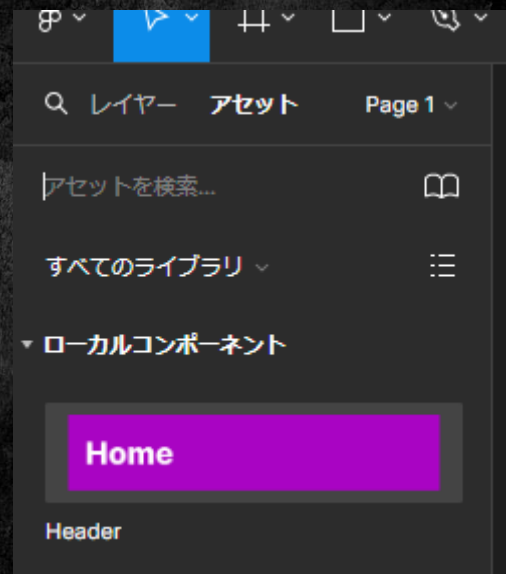 レイヤー アセット Page 1
アセットを検索...
すべてのライブラリ
ローカルコンポーネント
Home
Header